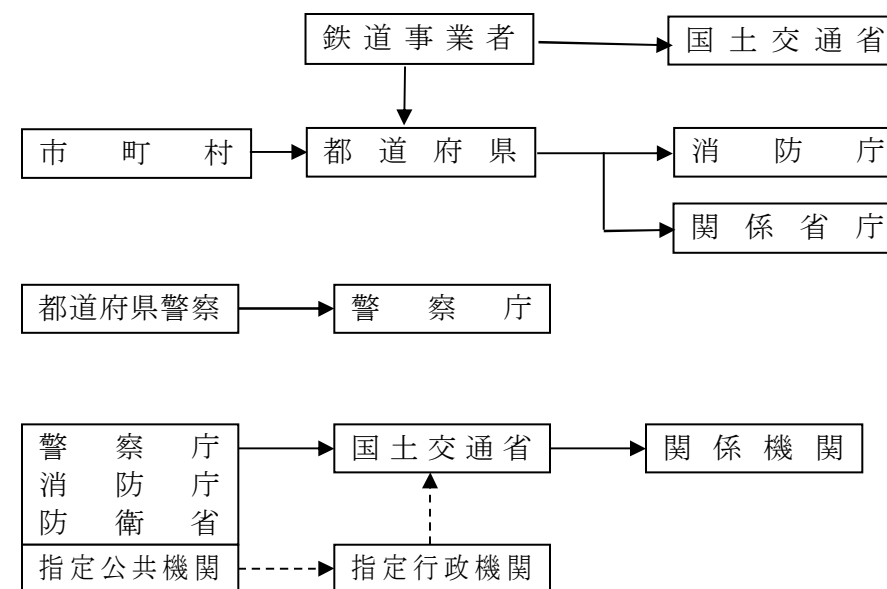 鉄道事業者
国土交通省
市町村
都道府県
消防庁
関係省庁
都道府県警察
警察庁
警察庁
消防庁
防衛省
国土交通省
関係機関
指定公共機関
指定行政機関